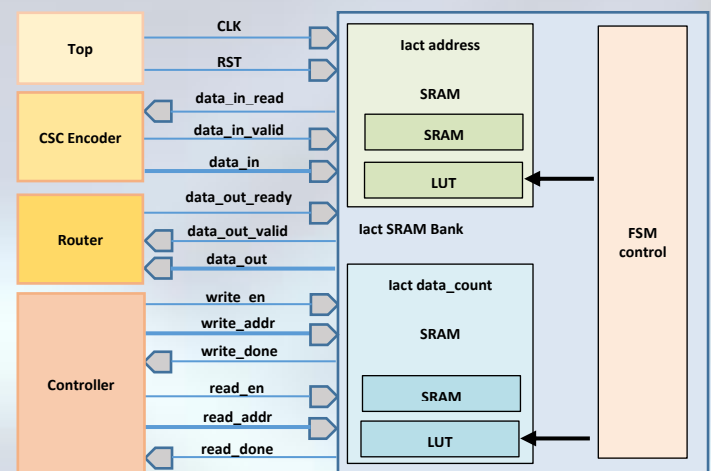 Top
CLK
RST
CSC Encoder
data_in_read
data_in_valid
data_in
Router
data_out_ready
data_out_valid
data_out
Controller
write_en
write_addr
write_done
read_en
read_addr
read_done
Iact address
SRAM
SRAM
LUT
Iact SRAM Bank
Iact data_count
SRAM
SRAM
LUT
FSM
control